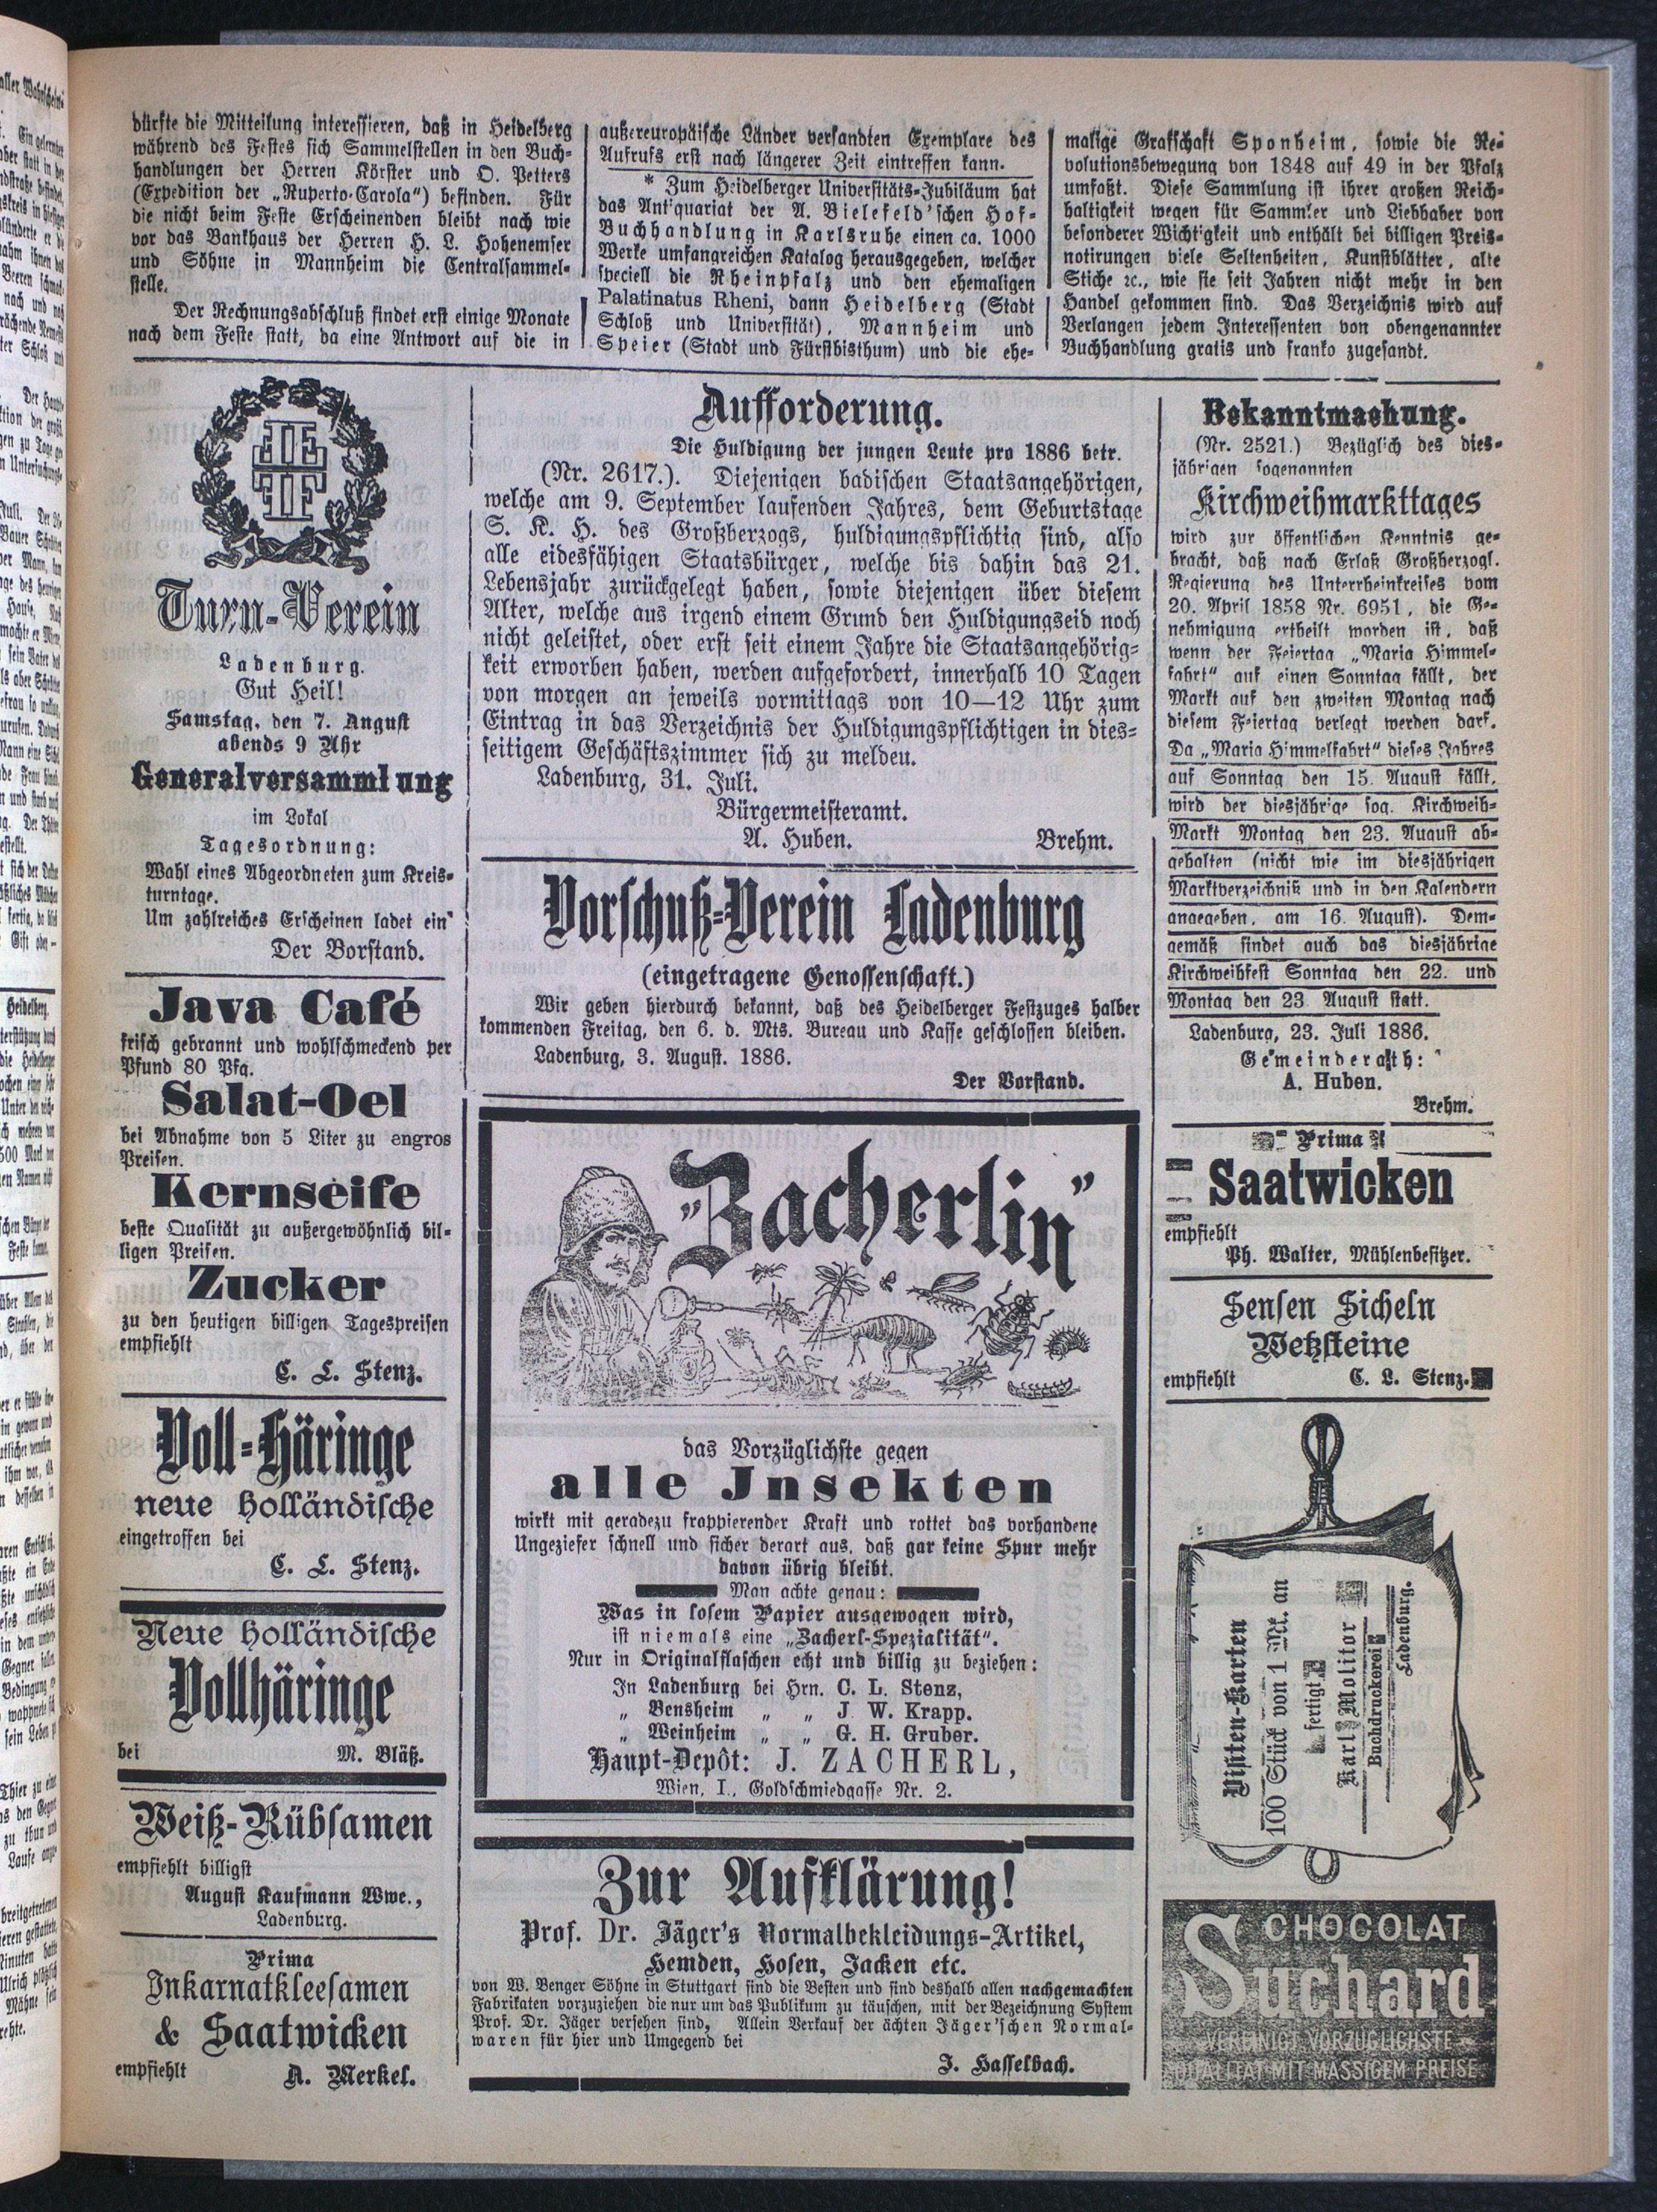 dürfte die Mitteilung interessieren, daß in Heidelberg
während des Festes sich Sammelstellen in den Buch-
handlungen der Herren Körster und O. Petters
(Expedition der „Ruperto-Carola“) befinden. Für
die nicht beim Feste Erscheinenden bleibt nach wie
vor das Bankhaus der Herren H. L. Hohenemser
und Söhne in Mannheim die Centralsammel-
stelle.
Der Rechnungsabschluß findet erst einige Monate
nach dem Feste statt, da eine Antwort auf die in
außereuropäische Länder versandten Exemplare des
Aufrufs erst nach längerer Zeit eintreffen kann.
* Zum Heidelberger Universitäts-Jubiläum hat
das Antiquariat der A. Bielefeld'schen Hof-
Buchhandlung in Karlsruhe einen ca. 1000
Werke umfangreichen Katalog herausgegeben, welcher
speciell die Rheinpfalz und den ehemaligen
Palatinatus Rheni, dann Heidelberg (Stadt
Schloß und Universität), Mannheim und
Speier (Stadt und Fürstbisthum) und die ehe-
malige Grafschaft Sponheim, sowie die Re-
volutionsbewegung von 1848 auf 49 in der Pfalz
umfaßt. Diese Sammlung ist ihrer großen Reich-
haltigkeit wegen für Sammler und Liebhaber von
besonderer Wichtigkeit und enthält bei billigen Preis-
notirungen viele Seltenheiten, Kunstblätter, alte
Stiche ꝛc., wie sie seit Jahren nicht mehr in den
Handel gekommen sind. Das Verzeichnis wird auf
Verlangen jedem Interessenten von obengenannter
Buchhandlung gratis und franko zugesandt.
Turn-Verein
Ladenburg.
Gut Heil!
Samstag, den 7. August
abends 9 Uhr
Generalversammlung
im Lokal
Tagesordnung:
Wahl eines Abgeordneten zum Kreis-
turntage.
Um zahlreiches Erscheinen ladet ein
Der Vorstand.
Java Café
frisch gebrannt und wohlschmeckend per
Pfund 80 Pfg.
Salat-Oel
bei Abnahme von 5 Liter zu engros
Preisen.
Kernseife
beste Qualität zu außergewöhnlich bil-
ligen Preisen.
Zucker
zu den heutigen billigen Tagespreisen
empfiehlt
C. L. Stenz.
Voll-Häringe
neue holländische
eingetroffen bei
C. L. Stenz.
Neue holländische
Vollhäringe
bei M. Bläß.
Weiß-Rübsamen
empfiehlt billigst
August Kaufmann Wwe.,
Ladenburg.
Prima
Inkarnatkleesamen
& Saatwicken
empfiehlt A. Merkel.
Aufforderung.
Die Huldigung der jungen Leute pro 1886 betr.
(Nr. 2617.). Diejenigen badischen Staatsangehörigen,
welche am 9. September laufenden Jahres, dem Geburtstage
S. K. H. des Großherzogs, huldigungspflichtig sind, also
alle eidesfähigen Staatsbürger, welche bis dahin das 21.
Lebensjahr zurückgelegt haben, sowie diejenigen über diesem
Alter, welche aus irgend einem Grund den Huldigungseid noch
nicht geleistet, oder erst seit einem Jahre die Staatsangehörig-
keit erworben haben, werden aufgefordert, innerhalb 10 Tagen
von morgen an jeweils vormittags von 10—12 Uhr zum
Eintrag in das Verzeichnis der Huldigungspflichtigen in dies-
seitigem Geschäftszimmer sich zu meldeu.
Ladenburg, 31. Juli.
Bürgermeisteramt.
A. Huben. Brehm.
Vorschuß-Verein Ladenburg
(eingetragene Genossenschaft.)
Wir geben hierdurch bekannt, daß des Heidelberger Festzuges halber
kommenden Freitag, den 6. d. Mts. Bureau und Kasse geschlossen bleiben.
Ladenburg, 3. August. 1886.
Der Vorstand.
„Zacherlin”
das Vorzüglichste gegen
alle Insekten
wirkt mit geradezu frappierender Kraft und rottet das vorhandene
Ungeziefer schnell und sicher derart aus, daß gar keine Spur mehr
davon übrig bleibt.
Man achte genau:
Was in losem Papier ausgewogen wird,
ist niemals eine „Zacherl-Spezialität“.
Nur in Originalflaschen echt und billig zu beziehen:
In Ladenburg bei Hrn. C. L. Stenz,
„ Bensheim „ „ J. W. Krapp.
„ Weinheim „ „ G. H. Gruber.
Haupt-Depôt: J. ZACHERL,
Wien, I., Goldschmiedgasse Nr. 2.
Zur Aufklärung!
Prof. Dr. Jäger's Normalbekleidungs-Artikel,
Hemden, Hosen, Jacken etc.
von W. Benger Söhne in Stuttgart sind die Besten und sind deshalb allen nachgemachten
Fabrikaten vorzuziehen die nur um das Publikum zu täuschen, mit der Bezeichnung System
Prof. Dr. Jäger versehen sind, Allein Verkauf der ächten Jäger'schen Normal-
waren für hier und Umgegend bei
J. Hasselbach.
Bekanntmachung.
(Nr. 2521.) Bezüglich des dies-
jährigen sogenannten
Kirchweihmarkttages
wird zur öffentlichen Kenntnis ge-
bracht, daß nach Erlaß Großherzogl.
Regierung des Unterrheinkreises vom
20. April 1858 Nr. 6951, die Ge-
nehmigung ertheilt worden ist, daß
wenn der Feiertag „Maria Himmel-
fahrt“ auf einen Sonntag fällt, der
Markt auf den zweiten Montag nach
diesem Feiertag verlegt werden darf.
Da „Maria Himmelfahrt“ dieses Jahres
auf Sonntag den 15. August fällt,
wird der diesjährige sog. Kirchweih-
Markt Montag den 23. August ab-
gehalten (nicht wie im diesjährigen
Marktverzeichniß und in den Kalendern
angegeben, am 16. August). Dem-
gemäß findet auch das diesjährige
Kirchweihfest Sonntag den 22. und
Montag den 23. August statt.
Ladenburg, 23. Juli 1886.
Gemeinderath:
A. Huben.
Brehm.
Prima
Saatwicken
empfiehlt
Ph. Walter, Mühlenbesitzer.
Sensen Sicheln
Wetzsteine
empfiehlt C. L. Stenz.
Visiten-Karten
100 Stück von 1 Mk. an
fertigt
Karl Molitor
Buchdruckerei
Ladenburg.
CHOCOLAT
Suchard
VEREINIGT VORZÜGLICHSTE
QUALITÄT MIT MÄSSIGEM PREISE